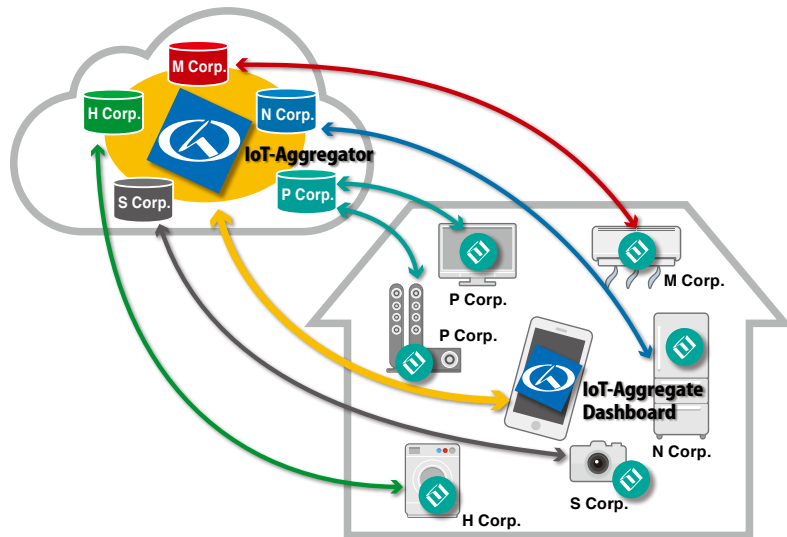 M Corp.
H Corp.
N Corp.
IoT-Aggregator
S Corp.
P Corp.
P Corp.
M Corp.
P Corp.
IoT-Aggregate
Dashboard
N Corp.
S Corp.
H Corp.